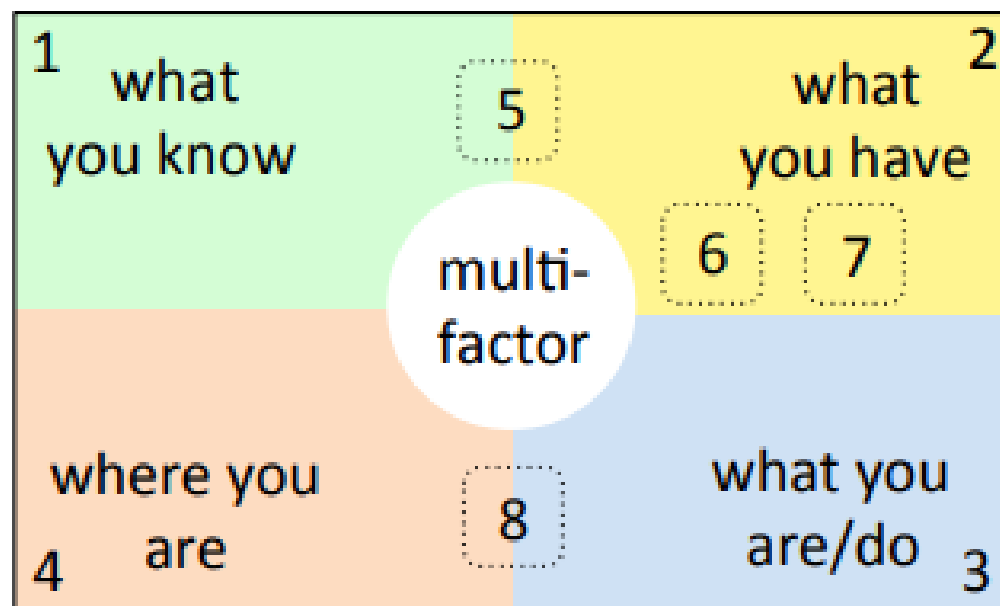 1
what
you know
5
2
what
you have
6
7
multi-
factor
where you
are
4
8
what you
are/do
3